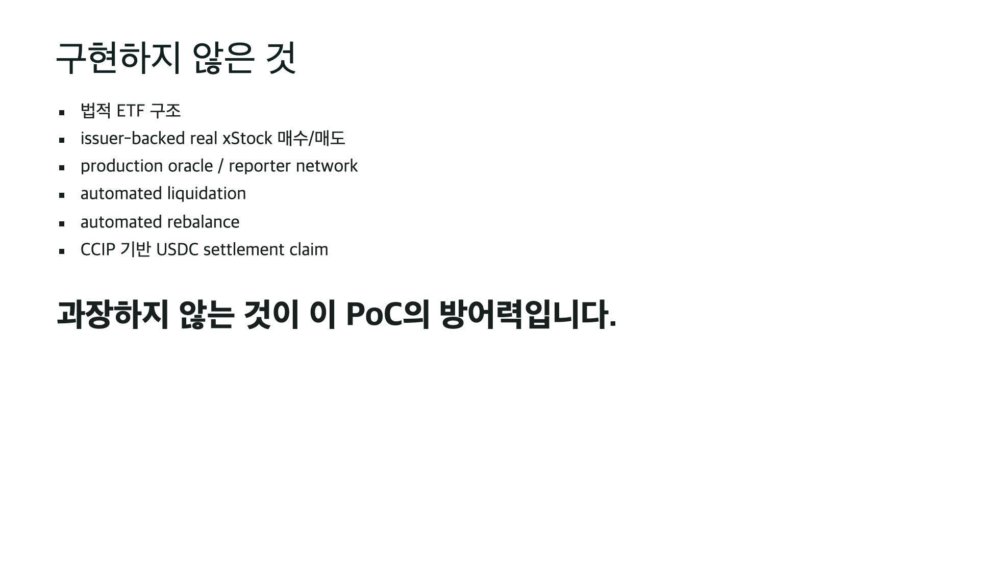 구현하지 않은 것
▪ 법적 ETF 구조
▪ issuer-backed real xStock 매수/매도
▪ production oracle / reporter network
▪ automated liquidation
▪ automated rebalance
▪ CCIP 기반 USDC settlement claim
과장하지 않는 것이 이 PoC의 방어력입니다.